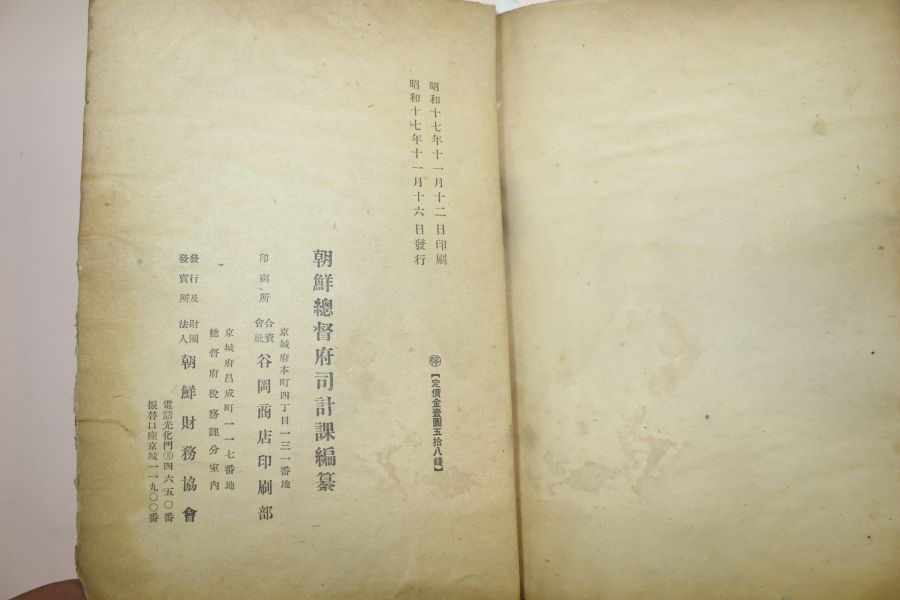 昭和十七年十一月十二日印刷
昭和十七年十一月十六日發行
㊕【定價金壹圓五拾八錢】
朝鮮總督府司計課編纂
京城府本町四丁目一三一番地
印刷所 合資會社 谷岡商店印刷部
京城府昌成町一一七番地
總督府稅務課分室內
發行及發賣所 財團法人 朝鮮財務協會
電話光化門③四六五〇番
振替口座京城一一九〇〇番